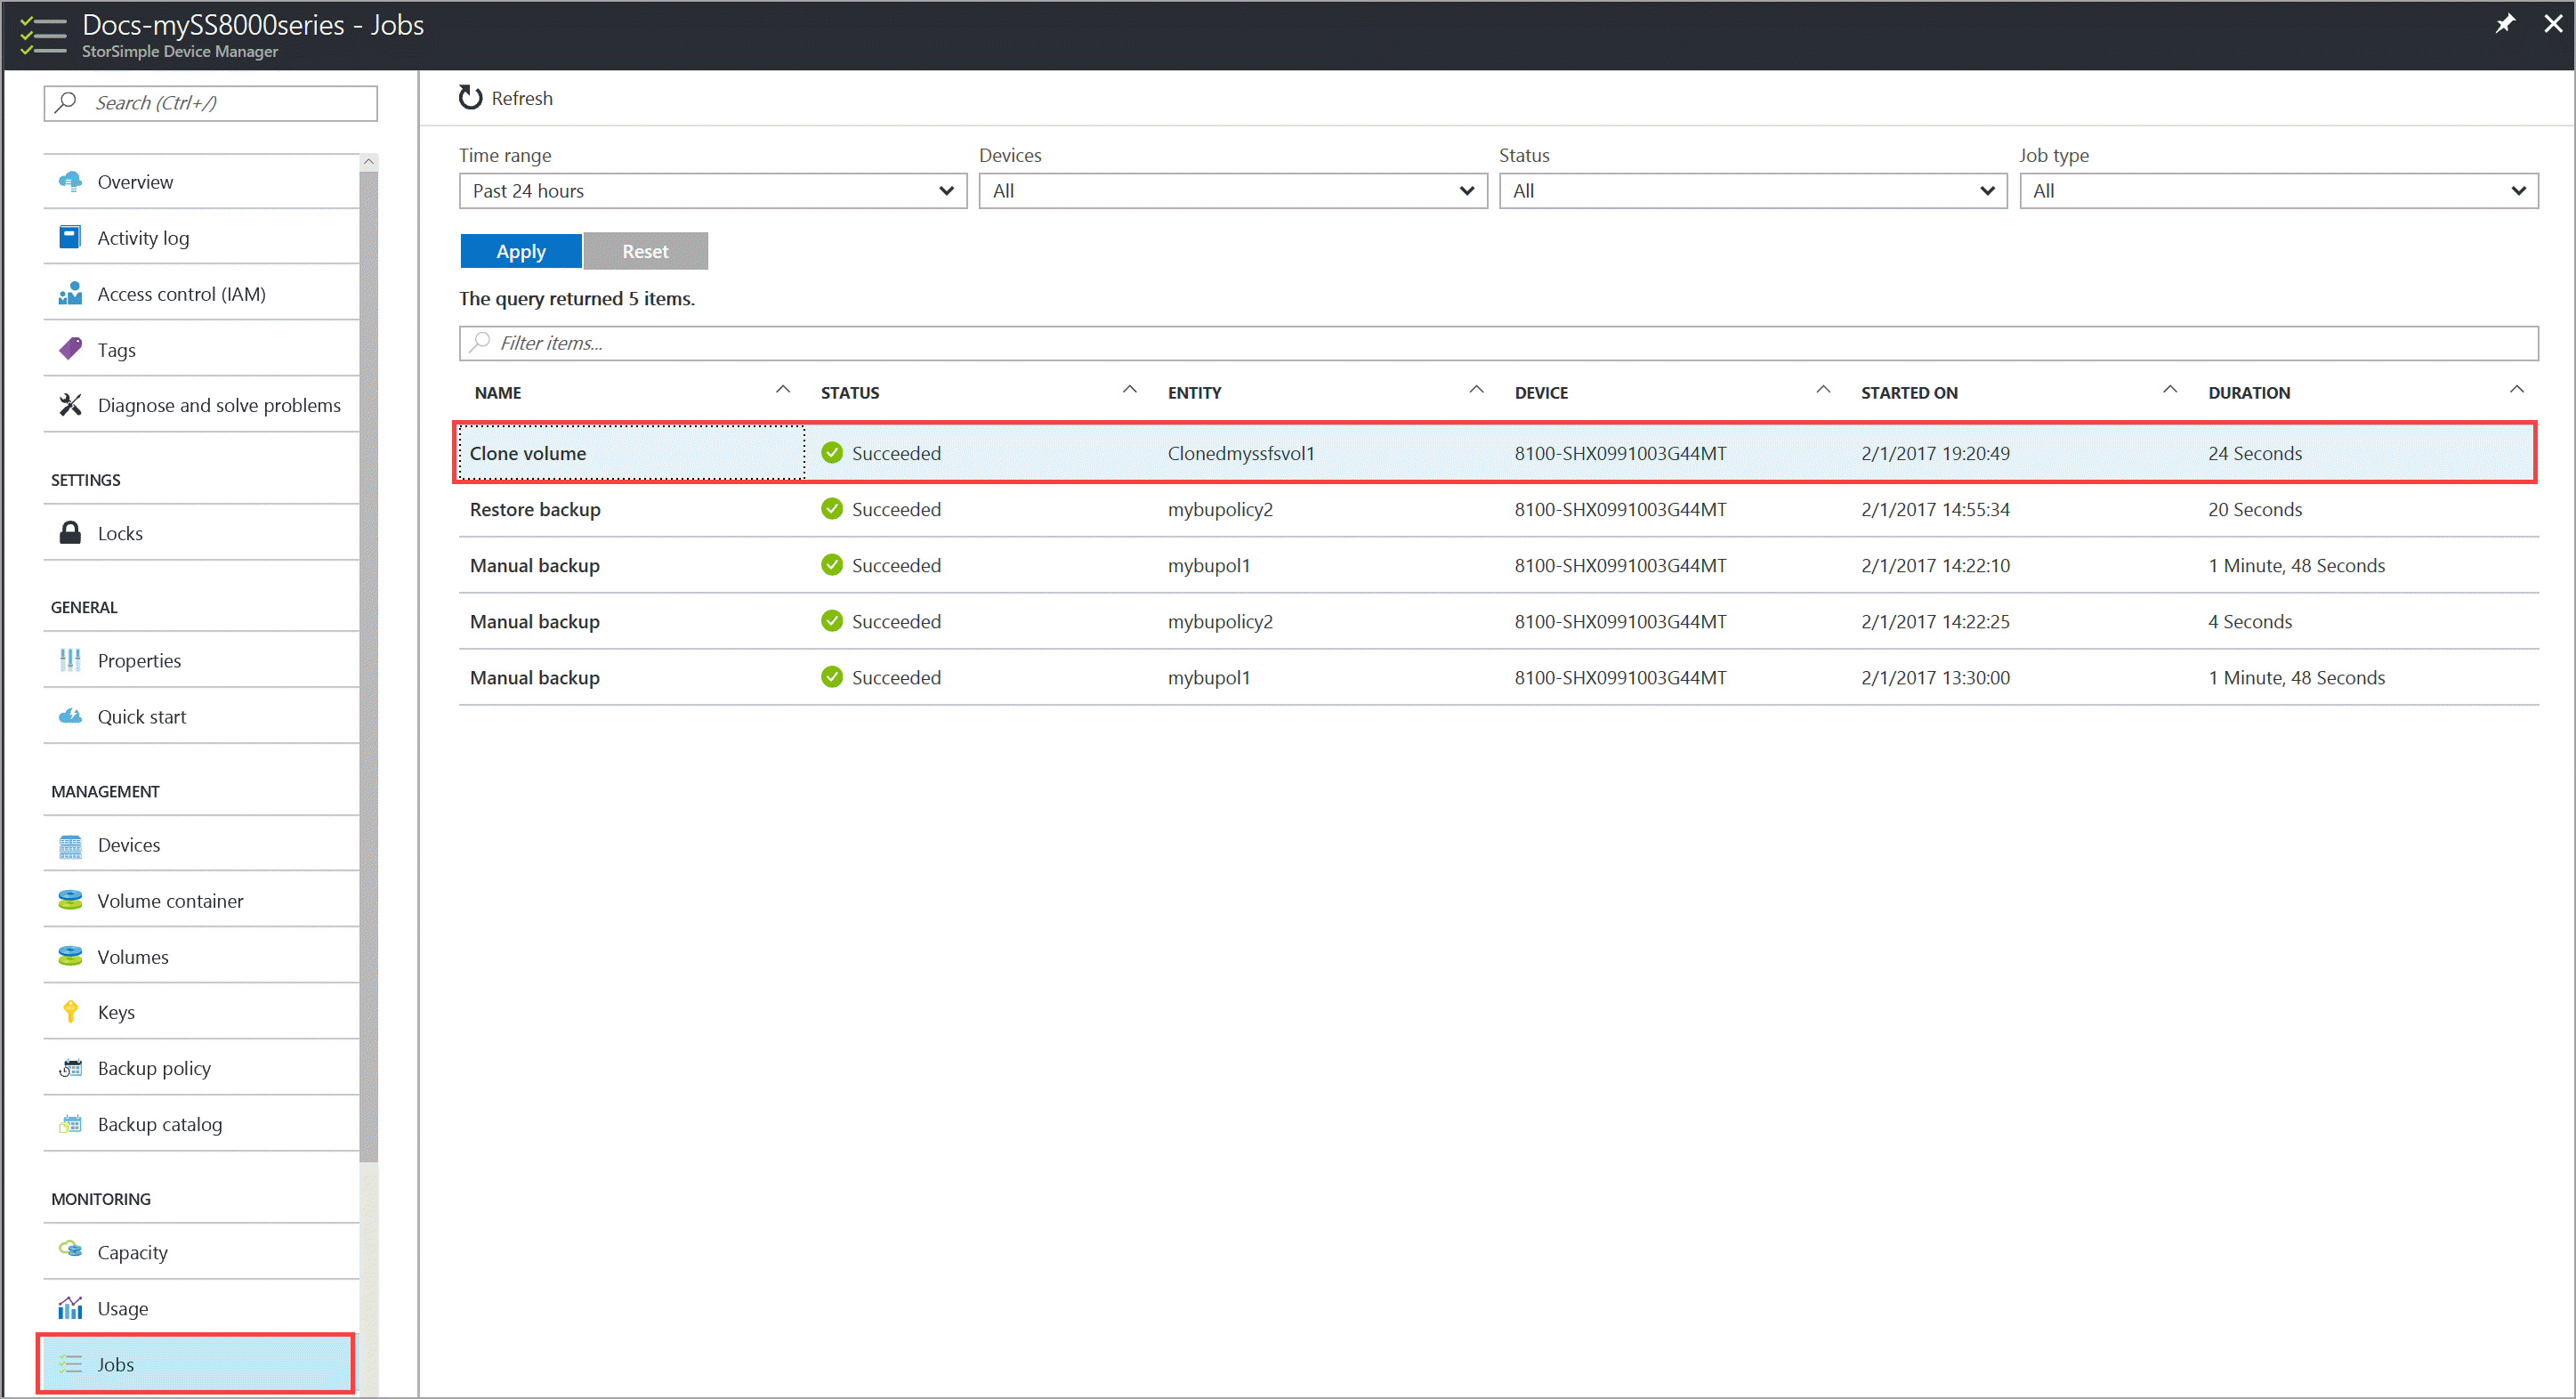 Docs-mySS8000series - Jobs
StorSimple Device Manager
Search (Ctrl+/)
Overview
Activity log
Access control (IAM)
Tags
Diagnose and solve problems
SETTINGS
Locks
GENERAL
Properties
Quick start
MANAGEMENT
Devices
Volume container
Volumes
Keys
Backup policy
Backup catalog
MONITORING
Capacity
Usage
Jobs
Refresh
Time range Devices Status Job type
Past 24 hours All All All
Apply Reset
The query returned 5 items.
Filter items...
NAME STATUS ENTITY DEVICE STARTED ON DURATION
Clone volume Succeeded Clonedmyssfsvol1 8100-SHX0991003G44MT 2/1/2017 19:20:49 24 Seconds
Restore backup Succeeded mybupolicy2 8100-SHX0991003G44MT 2/1/2017 14:55:34 20 Seconds
Manual backup Succeeded mybupol1 8100-SHX0991003G44MT 2/1/2017 14:22:10 1 Minute, 48 Seconds
Manual backup Succeeded mybupolicy2 8100-SHX0991003G44MT 2/1/2017 14:22:25 4 Seconds
Manual backup Succeeded mybupol1 8100-SHX0991003G44MT 2/1/2017 13:30:00 1 Minute, 48 Seconds